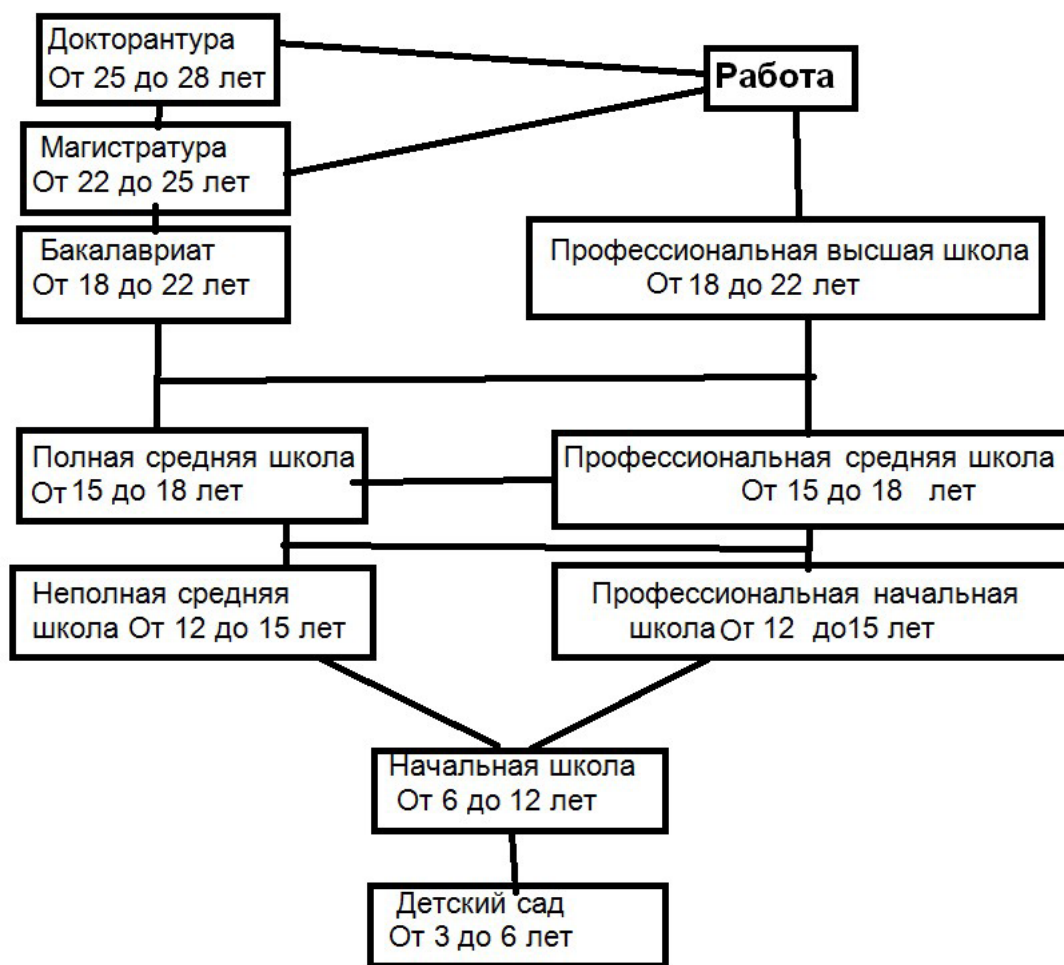 Докторантура
От 25 до 28 лет
Работа
Магистратура
От 22 до 25 лет
Бакалавриат
От 18 до 22 лет
Профессиональная высшая школа
От 18 до 22 лет
Полная средняя школа
От 15 до 18 лет
Профессиональная средняя школа
От 15 до 18 лет
Неполная средняя
школа От 12 до 15 лет
Профессиональная начальная
школа От 12 до15 лет
Начальная школа
От 6 до 12 лет
Детский сад
От 3 до 6 лет